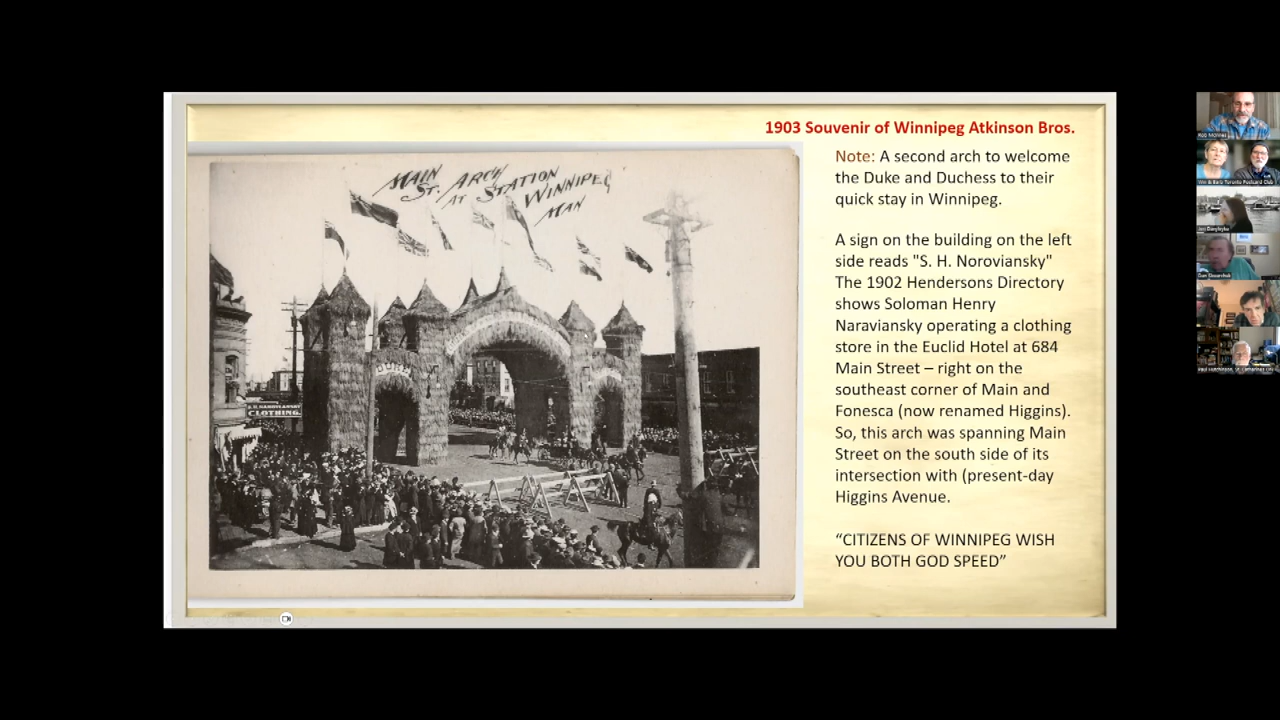 1903 Souvenir of Winnipeg Atkinson Bros.
MAIN
ST. ARCH
AT STATION
WINNIPEG
MAN
DUKE
CLOTHING.
Note: A second arch to welcome
the Duke and Duchess to their
quick stay in Winnipeg.
A sign on the building on the left
side reads "S. H. Noroviansky"
The 1902 Hendersons Directory
shows Soloman Henry
Naraviansky operating a clothing
store in the Euclid Hotel at 684
Main Street – right on the
southeast corner of Main and
Fonesca (now renamed Higgins).
So, this arch was spanning Main
Street on the south side of its
intersection with (present-day
Higgins Avenue.
“CITIZENS OF WINNIPEG WISH
YOU BOTH GOD SPEED”
Rob McInnes